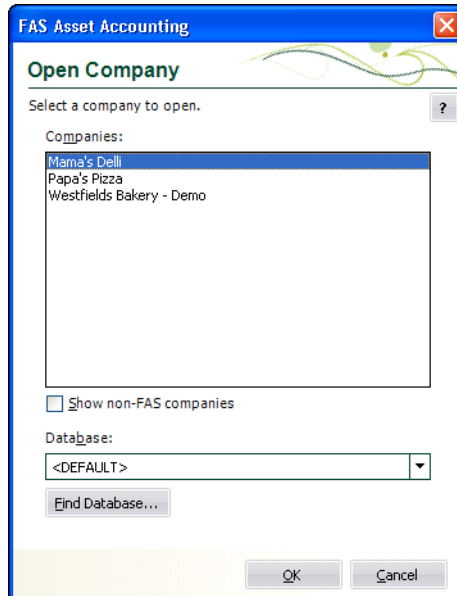 FAS Asset Accounting
Open Company
Select a company to open.
?
Companies:
Mama's Delli
Papa's Pizza
Westfields Bakery - Demo
Show non-FAS companies
Database:
<DEFAULT>
Find Database...
OK
Cancel